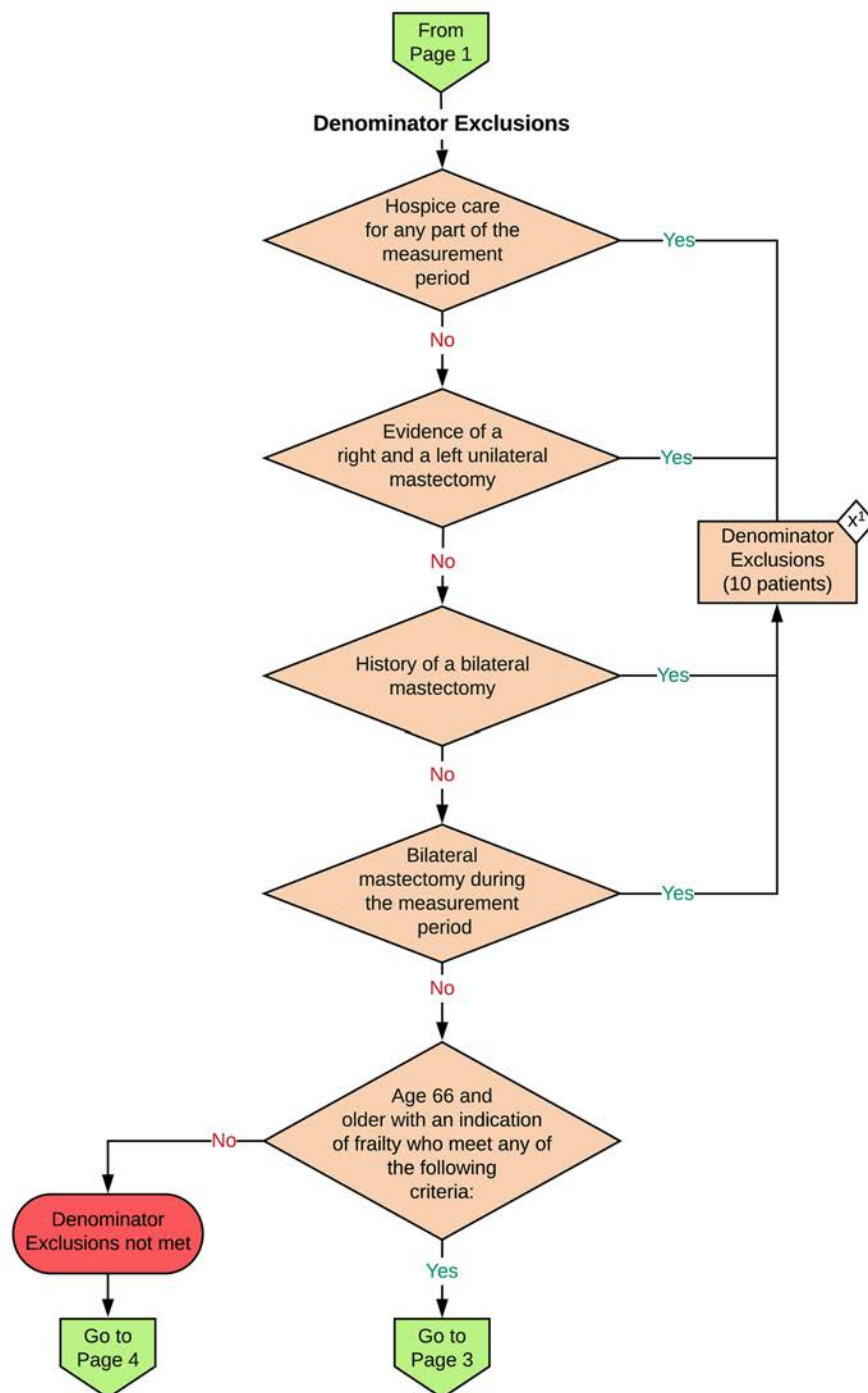 From
Page 1
Denominator Exclusions
Hospice care
for any part of the
measurement
period
Yes
No
Evidence of a
right and a left unilateral
mastectomy
Yes
x¹
Denominator
Exclusions
(10 patients)
No
History of a bilateral
mastectomy
Yes
No
Bilateral
mastectomy during
the measurement
period
Yes
No
Age 66 and
older with an indication
of frailty who meet any of
the following
criteria:
No
Denominator
Exclusions not met
Yes
Go to
Page 4
Go to
Page 3